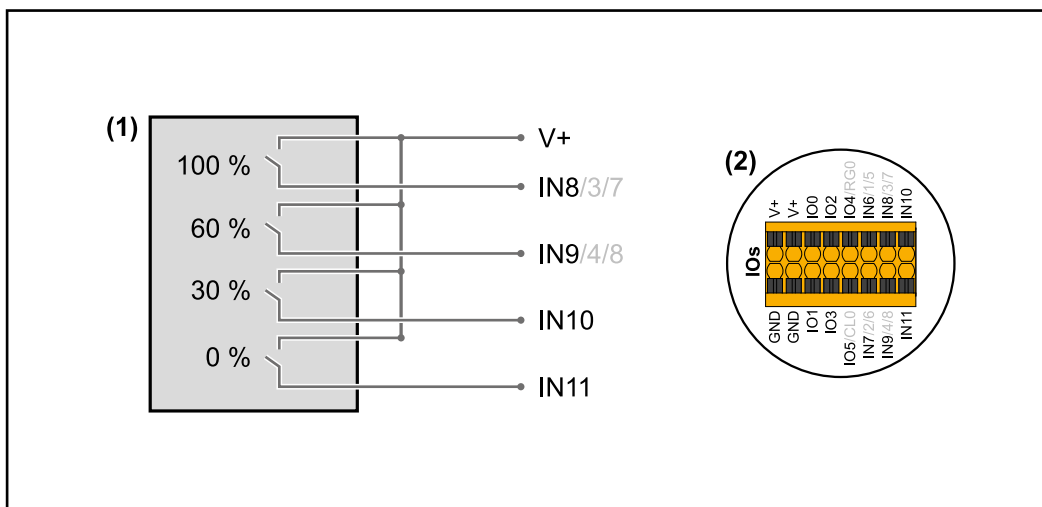 (1)
100 %
60 %
30 %
0 %
V+
IN8/3/7
IN9/4/8
IN10
IN11
(2)
IOs
V+
V+
IO0
IO2
IO4/RG0
IN6/1/5
IN8/3/7
IN10
GND
GND
IO1
IO3
IO5/CL0
IN7/2/6
IN9/4/8
IN11